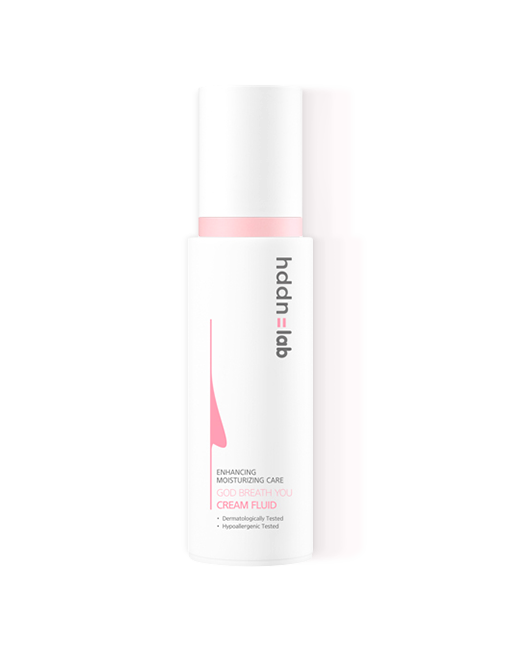 hddn=lab
ENHANCING
MOISTURIZING CARE
GOD BREATH YOU
CREAM FLUID
• Dermatologically Tested
• Hypoallergenic Tested